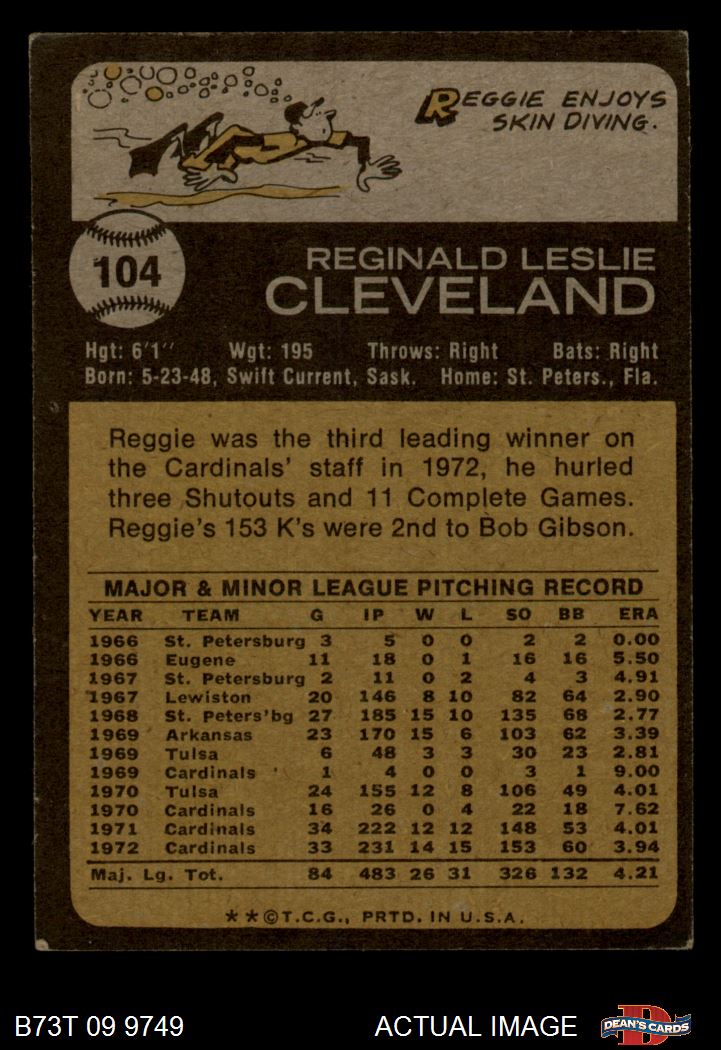 REGGIE ENJOYS
SKIN DIVING.
104
REGINALD LESLIE
CLEVELAND
Hgt: 6'1'' Wgt: 195 Throws: Right Bats: Right
Born: 5-23-48, Swift Current, Sask. Home: St. Peters., Fla.
Reggie was the third leading winner on
the Cardinals' staff in 1972, he hurled
three Shutouts and 11 Complete Games.
Reggie's 153 K's were 2nd to Bob Gibson.
MAJOR & MINOR LEAGUE PITCHING RECORD
YEAR TEAM G IP W L SO BB ERA
1966 St. Petersburg 3 5 0 0 2 2 0.00
1966 Eugene 11 18 0 1 16 16 5.50
1967 St. Petersburg 2 11 0 2 4 3 4.91
1967 Lewiston 20 146 8 10 82 64 2.90
1968 St. Peters'bg 27 185 15 10 135 68 2.77
1969 Arkansas 23 170 15 6 103 62 3.39
1969 Tulsa 6 48 3 3 30 23 2.81
1969 Cardinals 1 4 0 0 3 1 9.00
1970 Tulsa 24 155 12 8 106 49 4.01
1970 Cardinals 16 26 0 4 22 18 7.62
1971 Cardinals 34 222 12 12 148 53 4.01
1972 Cardinals 33 231 14 15 153 60 3.94
Maj. Lg. Tot. 84 483 26 31 326 132 4.21
**©T.C.G., PRTD. IN U.S.A.
B73T 09 9749 ACTUAL IMAGE DEAN'S CARDS